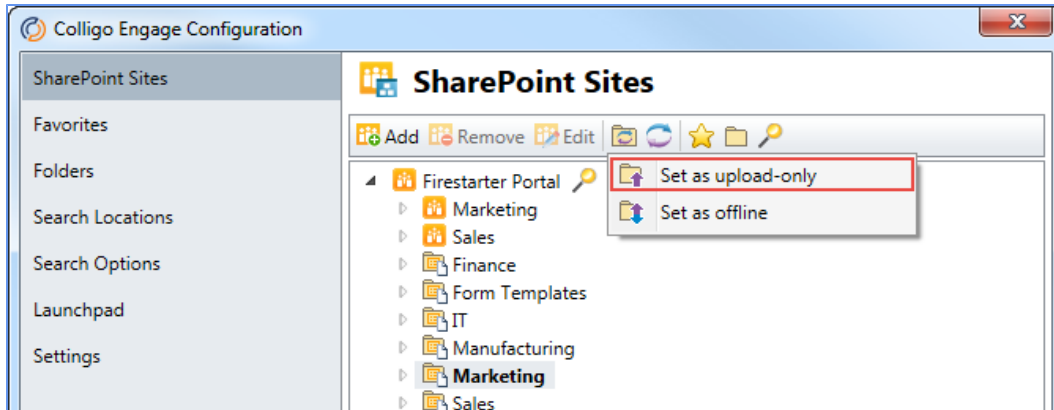 Colligo Engage Configuration
SharePoint Sites
Favorites
Folders
Search Locations
Search Options
Launchpad
Settings
SharePoint Sites
Add Remove Edit
Set as upload-only
Set as offline
Firestarter Portal
Marketing
Sales
Finance
Form Templates
IT
Manufacturing
Marketing
Sales